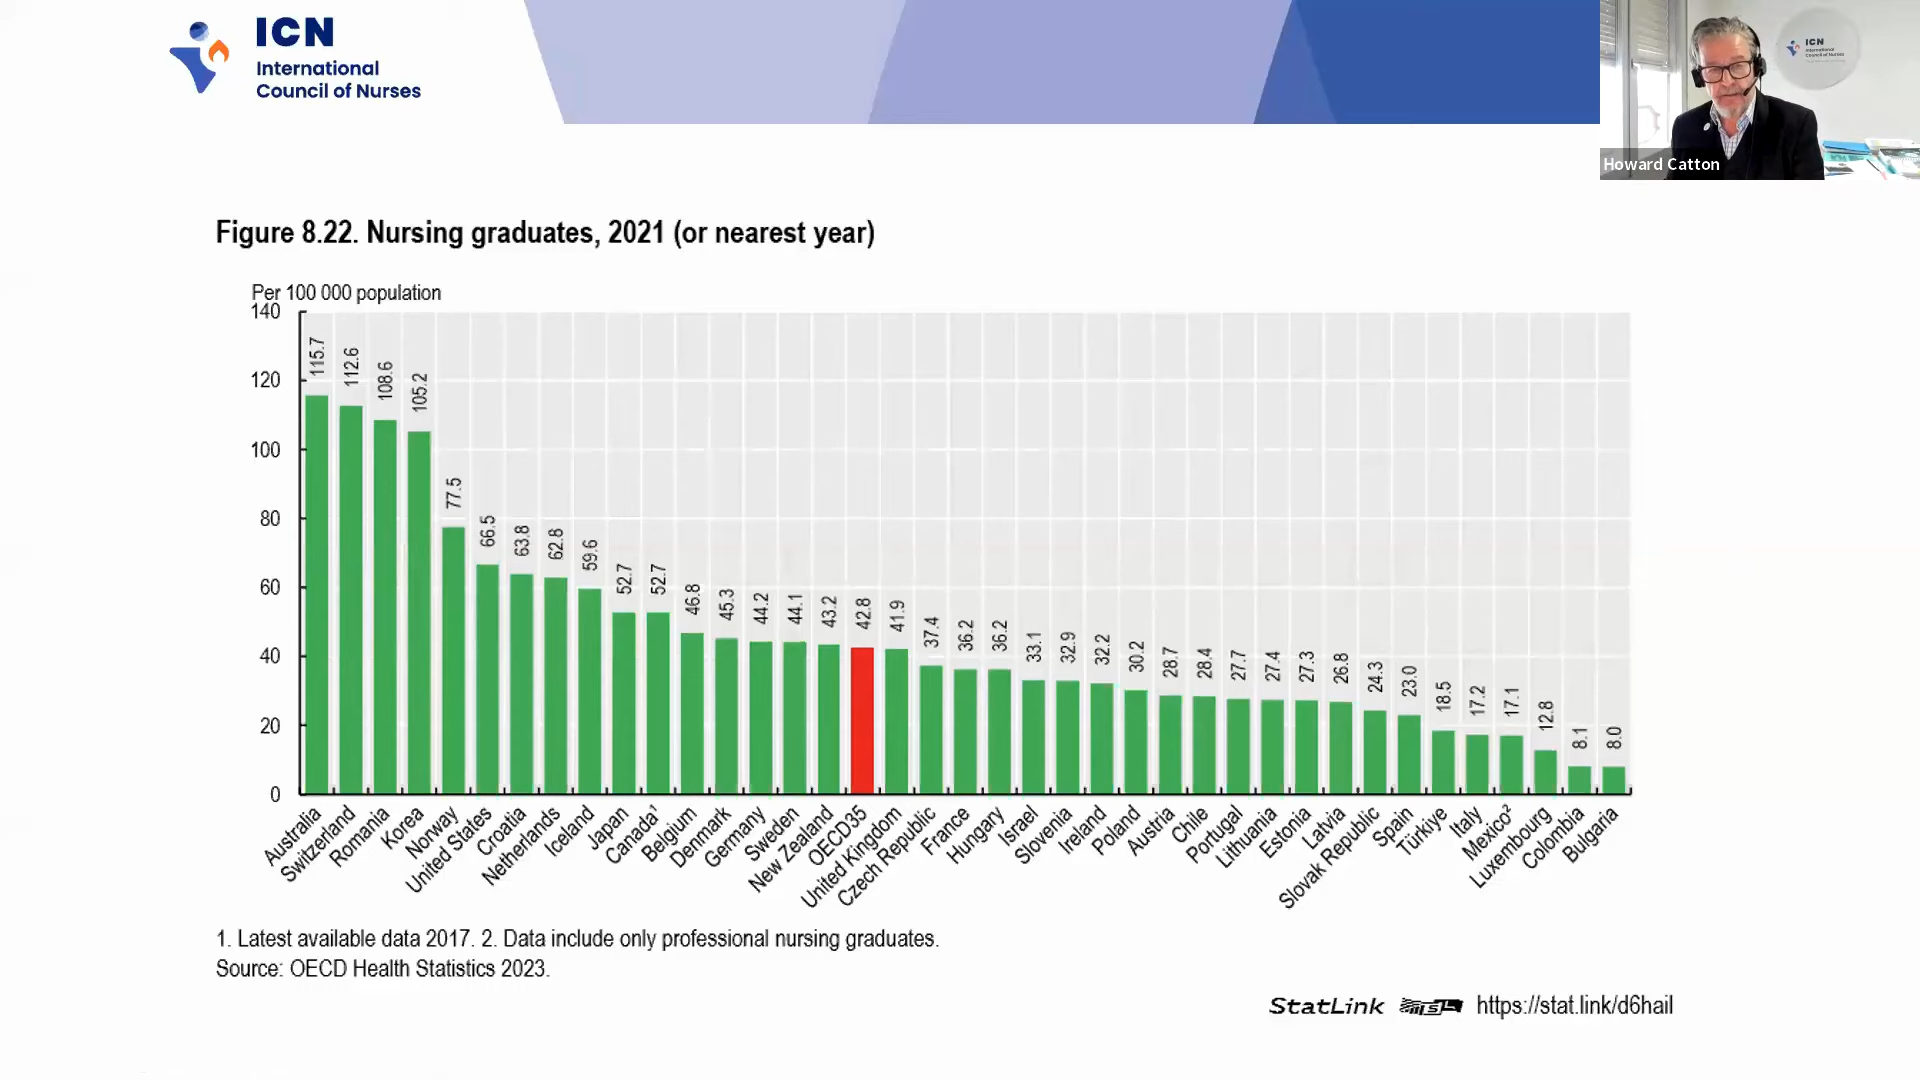 ICN
International
Council of Nurses
ICN
International
Council of Nurses
Howard Catton
Figure 8.22. Nursing graduates, 2021 (or nearest year)
Per 100 000 population
140
120
100
80
60
40
20
0
115.7
112.6
108.6
105.2
77.5
66.5
63.8
62.8
59.6
52.7
52.7
46.8
45.3
44.2
44.1
43.2
42.8
41.9
37.4
36.2
36.2
33.1
32.9
32.2
30.2
28.7
28.4
27.7
27.4
27.3
26.8
24.3
23.0
18.5
17.2
17.1
12.8
8.1
8.0
Australia
Switzerland
Romania
Korea
Norway
United States
Croatia
Netherlands
Iceland
Japan
Canada¹
Belgium
Denmark
Germany
Sweden
New Zealand
OECD35
United Kingdom
Czech Republic
France
Hungary
Israel
Slovenia
Ireland
Poland
Austria
Chile
Portugal
Lithuania
Estonia
Latvia
Slovak Republic
Spain
Türkiye
Italy
Mexico²
Luxembourg
Colombia
Bulgaria
1. Latest available data 2017. 2. Data include only professional nursing graduates.
Source: OECD Health Statistics 2023.
StatLink https://stat.link/d6hail